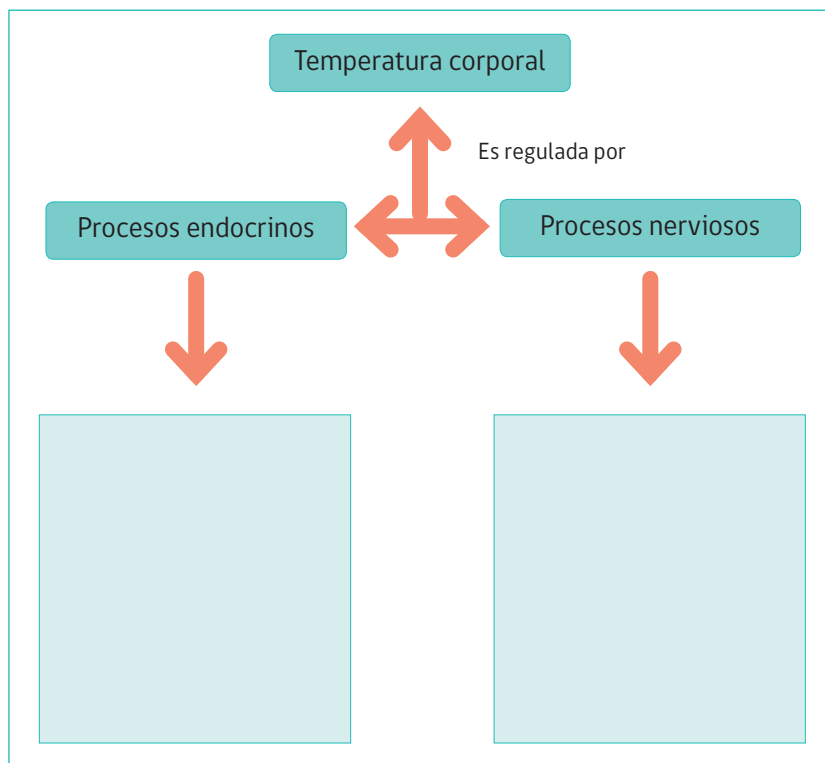 Temperatura corporal
Es regulada por
Procesos endocrinos
Procesos nerviosos